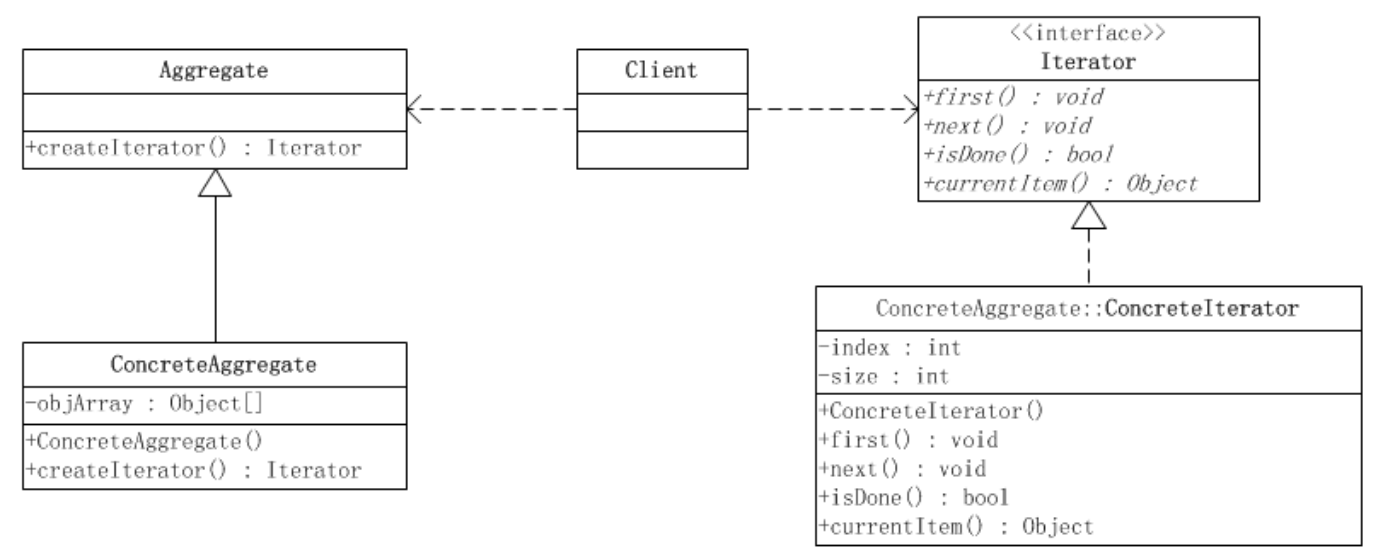 Aggregate
+createIterator() : Iterator
Client
<<interface>>
Iterator
+first() : void
+next() : void
+isDone() : bool
+currentItem() : Object
ConcreteAggregate
-objArray : Object[]
+ConcreteAggregate()
+createIterator() : Iterator
ConcreteAggregate::ConcreteIterator
-index : int
-size : int
+ConcreteIterator()
+first() : void
+next() : void
+isDone() : bool
+currentItem() : Object